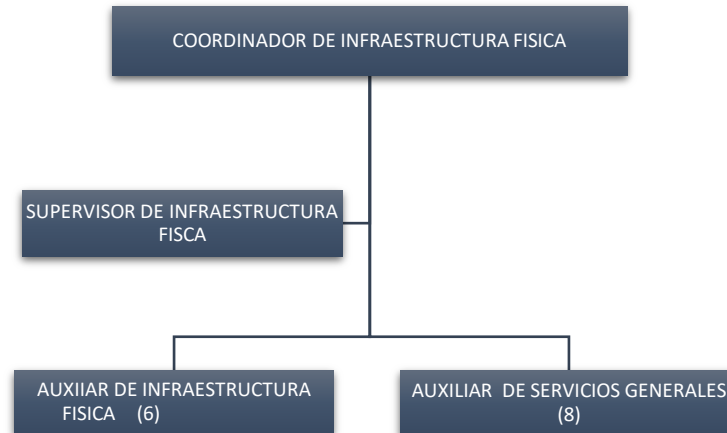 COORDINADOR DE INFRAESTRUCTURA FISICA
SUPERVISOR DE INFRAESTRUCTURA
FISCA
AUXIIAR DE INFRAESTRUCTURA
FISICA (6)
AUXILIAR DE SERVICIOS GENERALES
(8)